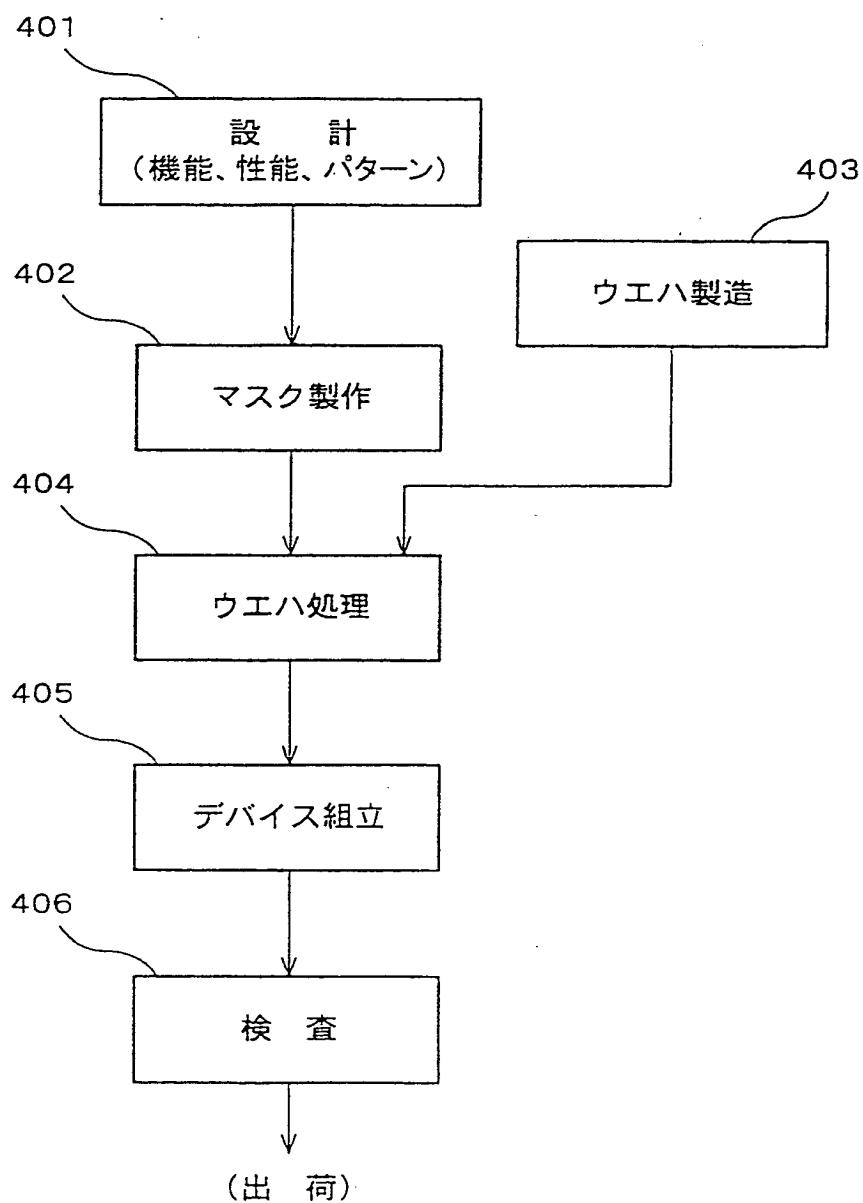 401
設 計
(機能、性能、パターン)
403
ウエハ製造
402
マスク製作
404
ウエハ処理
405
デバイス組立
406
検 査
(出 荷)